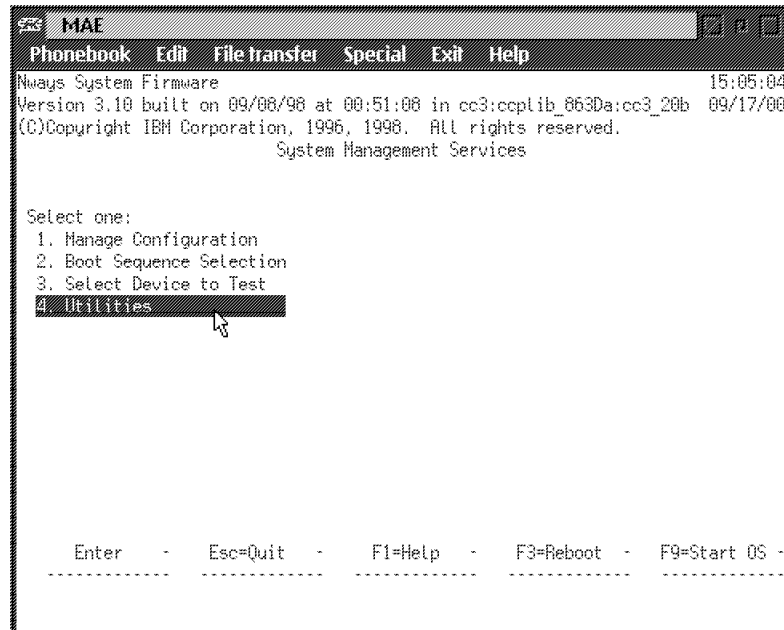 MAE
Phonebook Edit File transfer Special Exit Help
Nways System Firmware 15:05:04
Version 3.10 built on 09/08/98 at 00:51:08 in cc3:ccplib_863Da:cc3_20b 09/17/00
(C)Copyright IBM Corporation, 1996, 1998. All rights reserved.
System Management Services
Select one:
1. Manage Configuration
2. Boot Sequence Selection
3. Select Device to Test
4. Utilities
Enter - Esc=Quit - F1=Help - F3=Reboot - F9=Start OS -